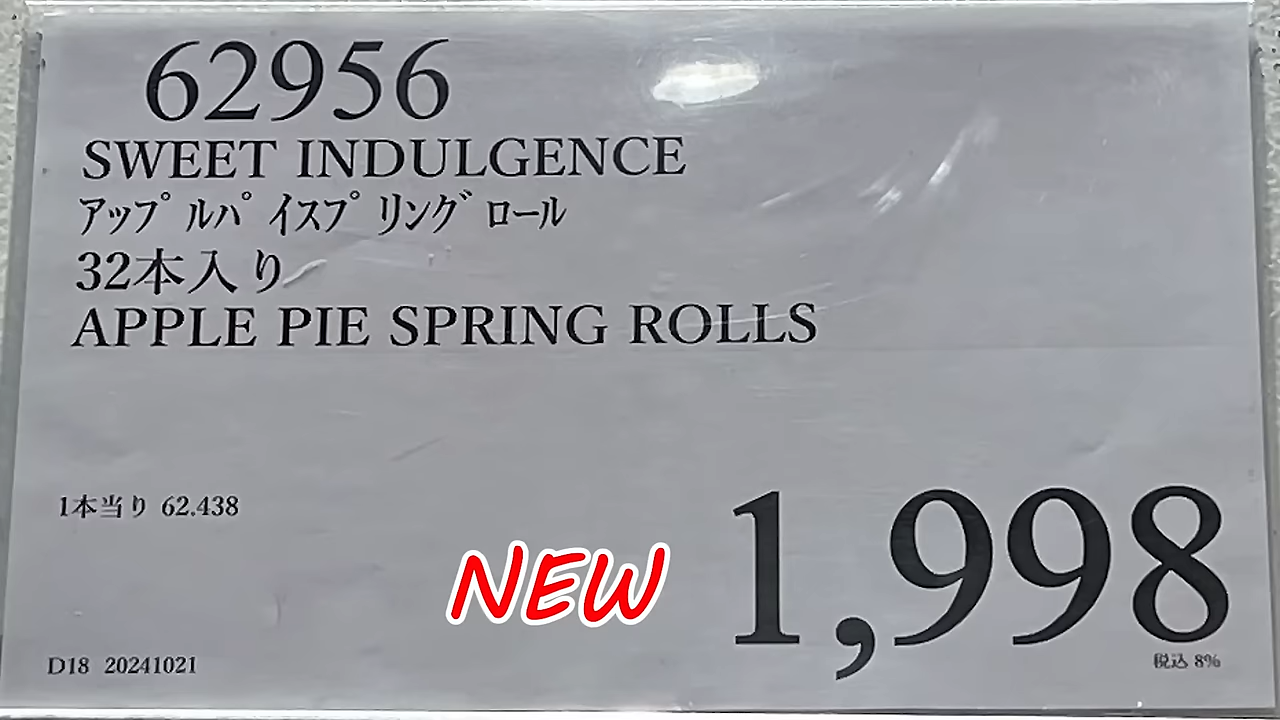 62956
SWEET INDULGENCE
アップルパイスプリングロール
32本入り
APPLE PIE SPRING ROLLS
1本当り 62.438
NEW
1,998
税込 8%
D18 20241021